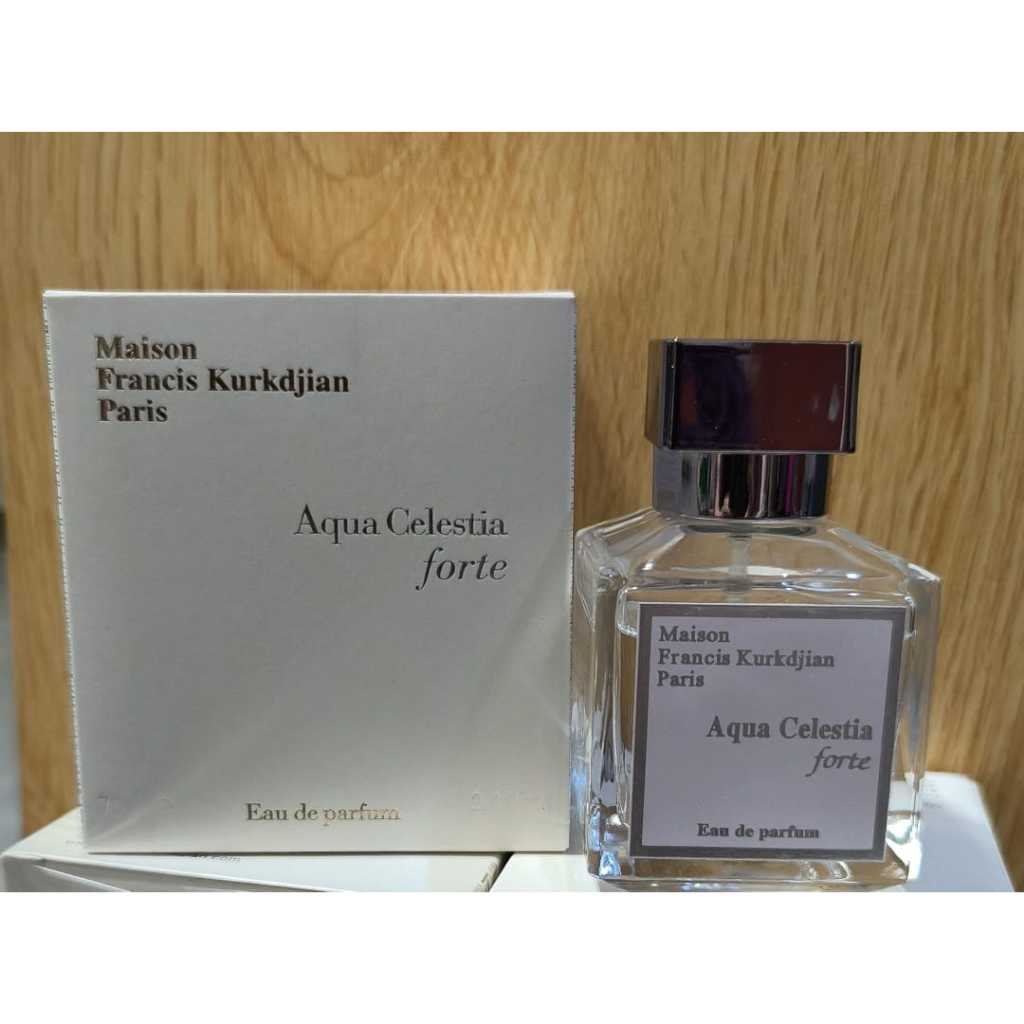 Maison
Francis Kurkdjian
Paris
Aqua Celestia
forte
Eau de parfum
Maison
Francis Kurkdjian
Paris
Aqua Celestia
forte
Eau de parfum